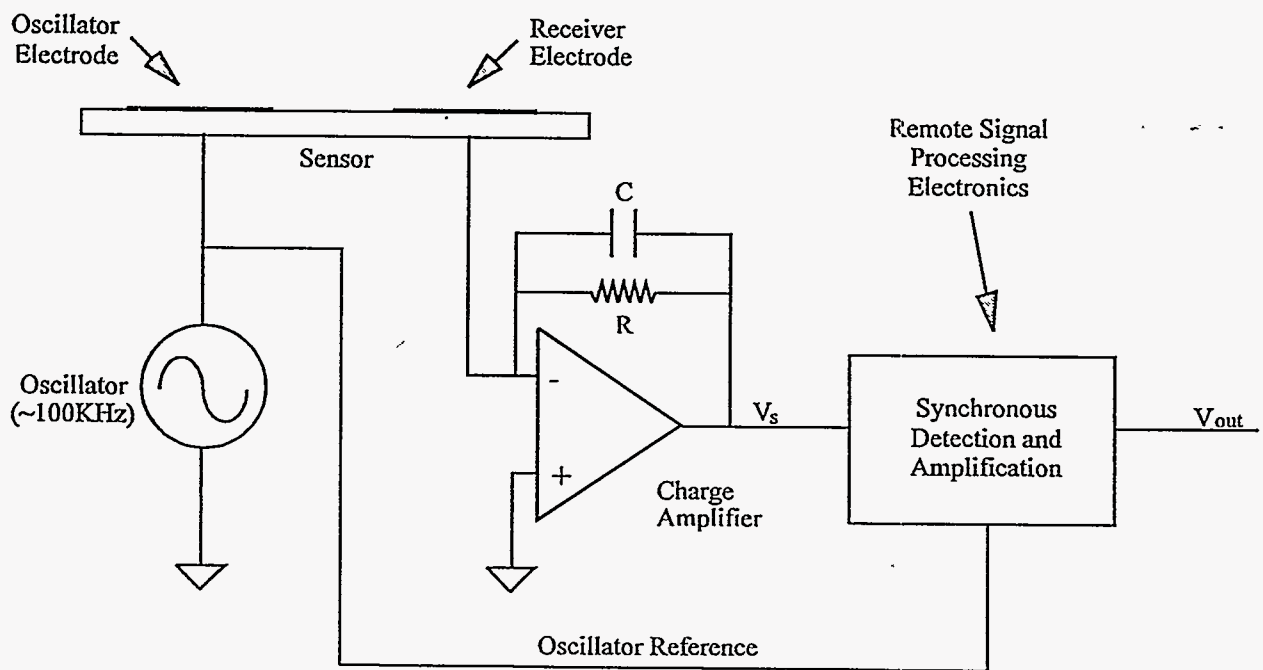 Oscillator
Electrode
Receiver
Electrode
Sensor
Remote Signal
Processing
Electronics
C
R
Oscillator
(~100KHz)
-
+
Charge
Amplifier
Vs
Synchronous
Detection and
Amplification
Vout
Oscillator Reference